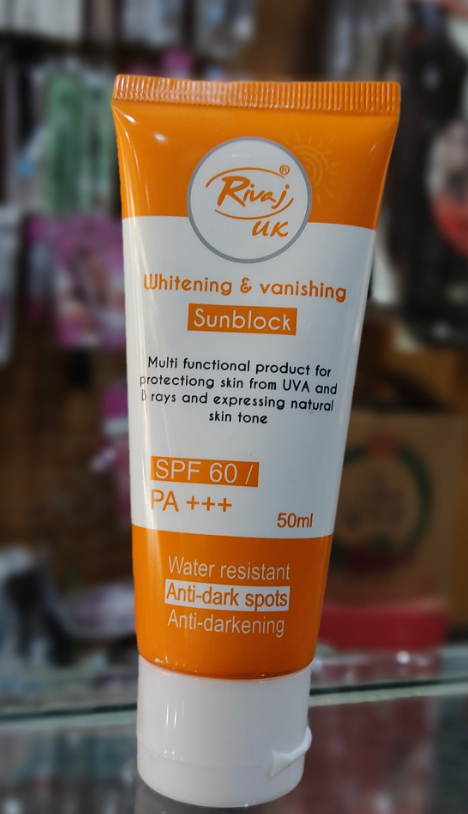 Rivaj®
UK
Whitening & vanishing
Sunblock
Multi functional product for
protectiong skin from UVA and
B rays and expressing natural
skin tone
SPF 60 /
PA +++
50ml
Water resistant
Anti-dark spots
Anti-darkening